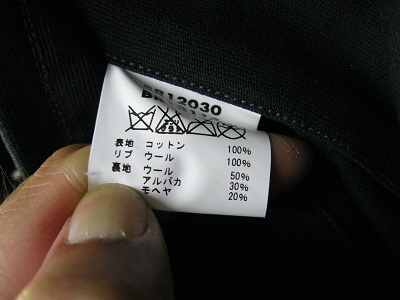 BR12030
表地 コットン 100%
リブ ウール 100%
裏地 ウール 50%
アルパカ 30%
モヘヤ 20%